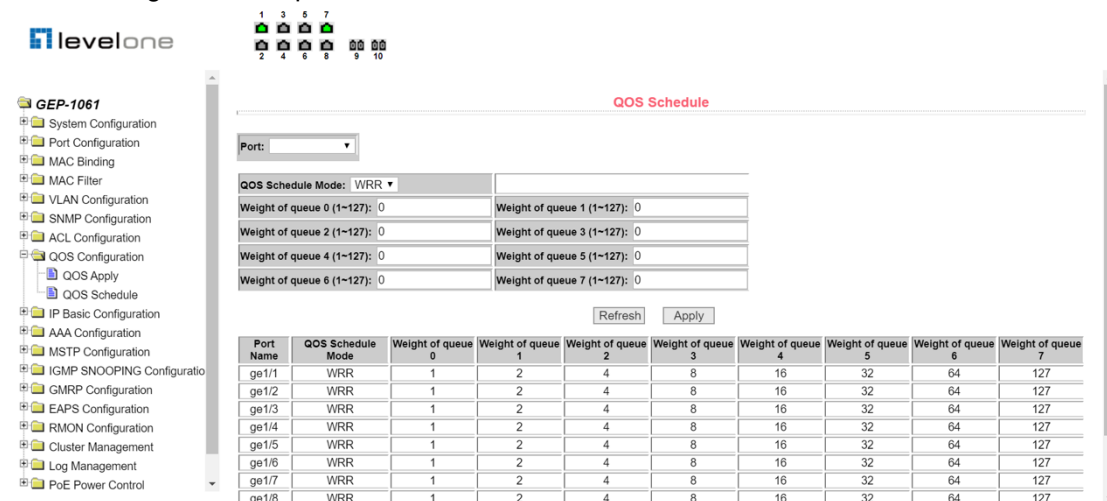 1 3 5 7
levelone
2 4 6 8 9 10
QOS Schedule
GEP-1061
System Configuration
Port Configuration
MAC Binding
MAC Filter
VLAN Configuration
SNMP Configuration
ACL Configuration
QOS Configuration
QOS Apply
QOS Schedule
IP Basic Configuration
AAA Configuration
MSTP Configuration
IGMP SNOOPING Configuratio
GMRP Configuration
EAPS Configuration
RMON Configuration
Cluster Management
Log Management
PoE Power Control
Port:
QOS Schedule Mode: WRR
Weight of queue 0 (1~127): 0 Weight of queue 1 (1~127): 0
Weight of queue 2 (1~127): 0 Weight of queue 3 (1~127): 0
Weight of queue 4 (1~127): 0 Weight of queue 5 (1~127): 0
Weight of queue 6 (1~127): 0 Weight of queue 7 (1~127): 0
Refresh Apply
Port Name QOS Schedule Mode Weight of queue 0 Weight of queue 1 Weight of queue 2 Weight of queue 3 Weight of queue 4 Weight of queue 5 Weight of queue 6 Weight of queue 7
ge1/1 WRR 1 2 4 8 16 32 64 127
ge1/2 WRR 1 2 4 8 16 32 64 127
ge1/3 WRR 1 2 4 8 16 32 64 127
ge1/4 WRR 1 2 4 8 16 32 64 127
ge1/5 WRR 1 2 4 8 16 32 64 127
ge1/6 WRR 1 2 4 8 16 32 64 127
ge1/7 WRR 1 2 4 8 16 32 64 127
ge1/8 WRR 1 2 4 8 16 32 64 127